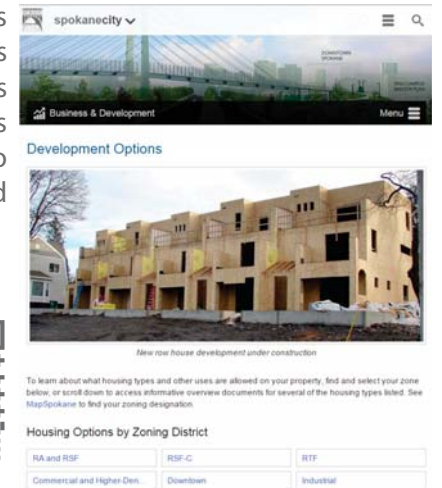 spokanecity
DOWNTOWN
SPOKANE
Business & Development
Menu
Development Options
New row house development under construction
To learn about what housing types and other uses are allowed on your property, find and select your zone
below, or scroll down to access informative overview documents for several of the housing types listed. See
MapSpokane to find your zoning designation.
Housing Options by Zoning District
RA and RSF
RSF-C
RTF
Commercial and Higher-Den...
Downtown
Industrial